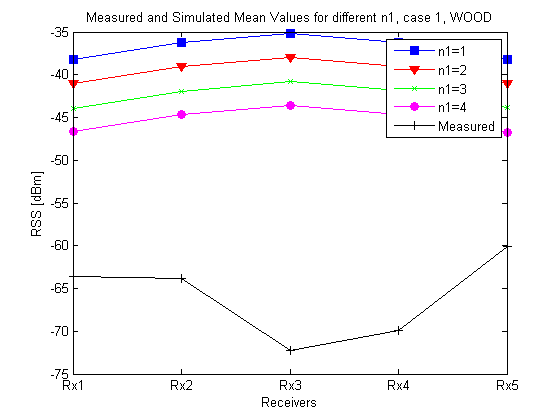 Measured and Simulated Mean Values for different n1, case 1, WOOD
-35
-40
-45
-50
-55
-60
-65
-70
-75
RSS [dBm]
n1=1
n1=2
n1=3
n1=4
Measured
Rx1 Rx2 Rx3 Rx4 Rx5
Receivers